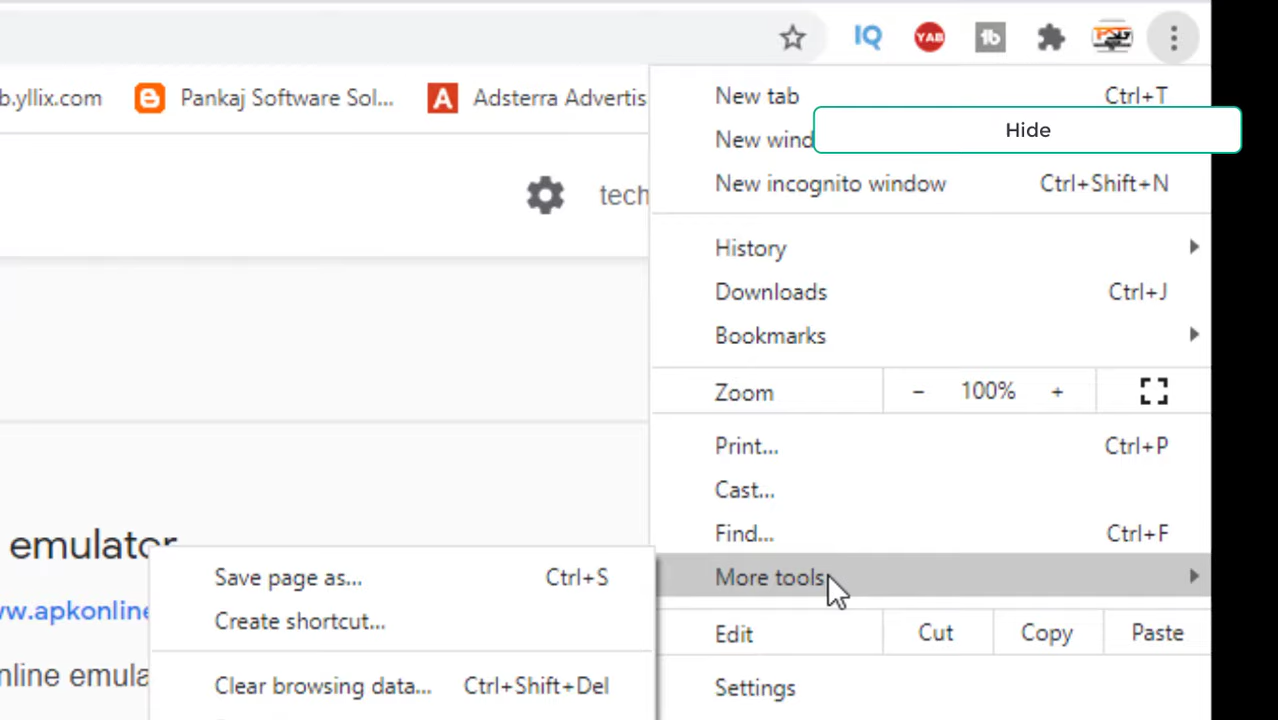 IQ YAB
b.yllix.com Pankaj Software Sol... Adsterra Advertis
New tab Ctrl+T
Hide
New wind
New incognito window Ctrl+Shift+N
tech
History
Downloads Ctrl+J
Bookmarks
Zoom - 100% +
Print... Ctrl+P
Cast...
Find... Ctrl+F
emulator
More tools
Save page as... Ctrl+S
ww.apkonline
Create shortcut...
Edit Cut Copy Paste
nline emula
Clear browsing data... Ctrl+Shift+Del
Settings